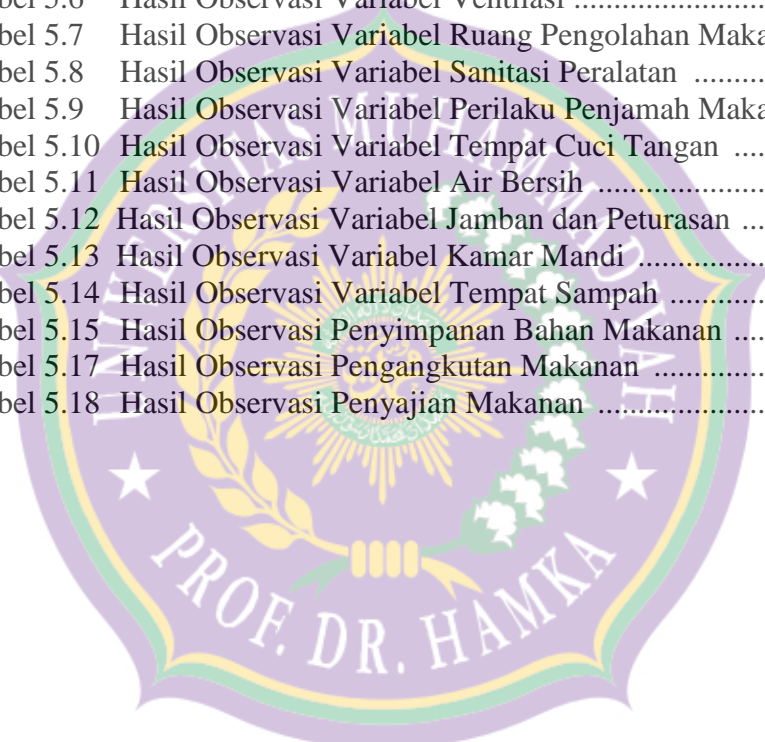 bel 5.6 Hasil Observasi Variabel Ventilasi ........................
bel 5.7 Hasil Observasi Variabel Ruang Pengolahan Maka
bel 5.8 Hasil Observasi Variabel Sanitasi Peralatan .........
bel 5.9 Hasil Observasi Variabel Perilaku Penjamah Maka
bel 5.10 Hasil Observasi Variabel Tempat Cuci Tangan ....
bel 5.11 Hasil Observasi Variabel Air Bersih .....................
bel 5.12 Hasil Observasi Variabel Jamban dan Peturasan ...
bel 5.13 Hasil Observasi Variabel Kamar Mandi ................
bel 5.14 Hasil Observasi Variabel Tempat Sampah ............
bel 5.15 Hasil Observasi Penyimpanan Bahan Makanan ....
bel 5.17 Hasil Observasi Pengangkutan Makanan ..............
bel 5.18 Hasil Observasi Penyajian Makanan .....................
UNIVERSITAS MUHAMMADIYAH
PROF. DR. HAMKA